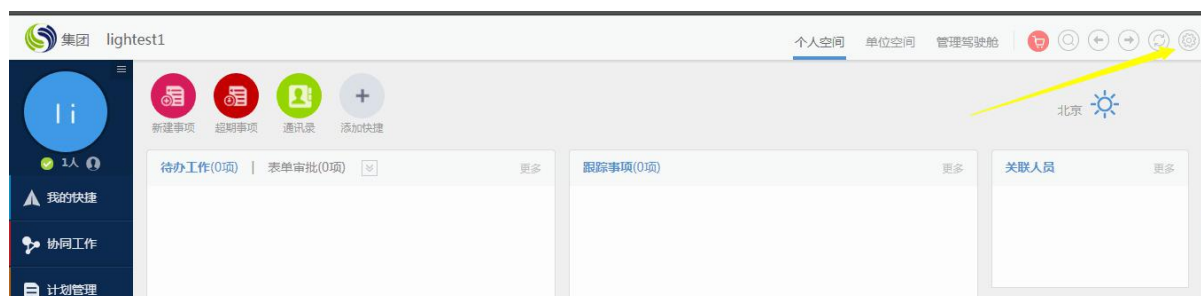 集团 lightest1
个人空间 单位空间 管理驾驶舱
li
新建事项 超期事项 通讯录 添加快捷
北京
1人
待办工作(0项) | 表单审批(0项) 更多
跟踪事项(0项) 更多
关联人员 更多
我的快捷
协同工作
计划管理